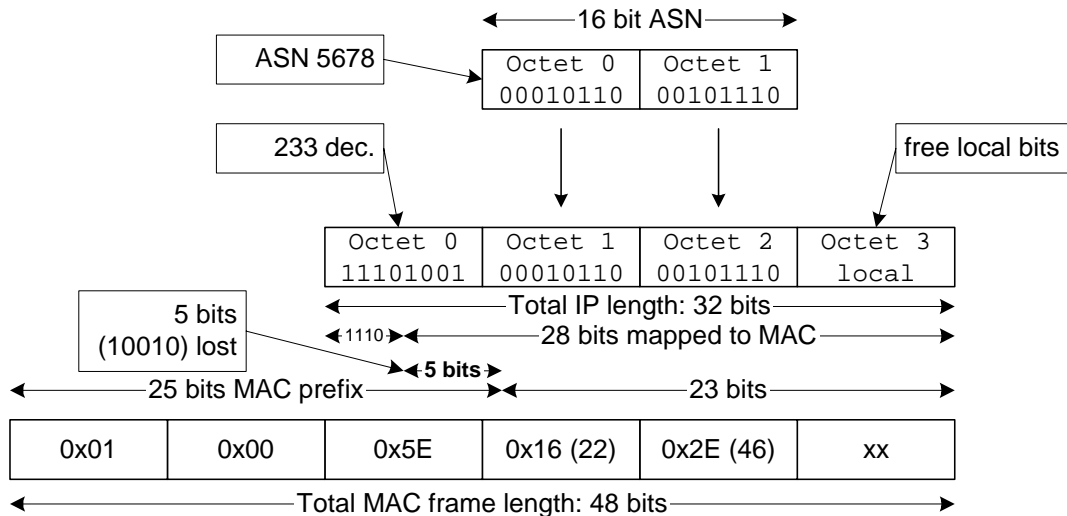 16 bit ASN
ASN 5678
Octet 0 Octet 1
00010110 00101110
233 dec.
free local bits
Octet 0 Octet 1 Octet 2 Octet 3
11101001 00010110 00101110 local
Total IP length: 32 bits
5 bits
(10010) lost
1110 28 bits mapped to MAC
5 bits
25 bits MAC prefix 23 bits
0x01 0x00 0x5E 0x16 (22) 0x2E (46) xx
Total MAC frame length: 48 bits